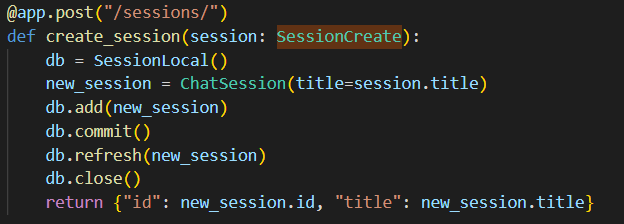 @app.post("/sessions/")
def create_session(session: SessionCreate):
    db = SessionLocal()
    new_session = ChatSession(title=session.title)
    db.add(new_session)
    db.commit()
    db.refresh(new_session)
    db.close()
    return {"id": new_session.id, "title": new_session.title}